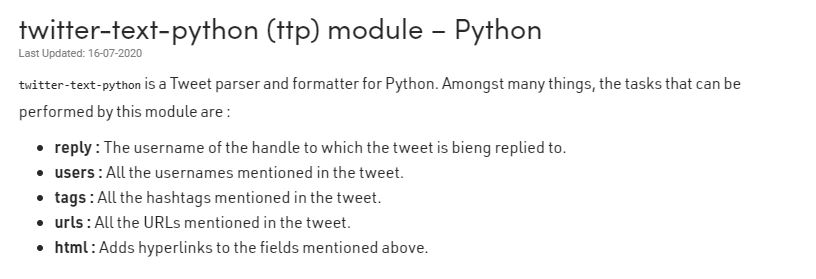 twitter-text-python (ttp) module – Python
Last Updated: 16-07-2020
twitter-text-python is a Tweet parser and formatter for Python. Amongst many things, the tasks that can be
performed by this module are :
• reply : The username of the handle to which the tweet is bieng replied to.
• users : All the usernames mentioned in the tweet.
• tags : All the hashtags mentioned in the tweet.
• urls : All the URLs mentioned in the tweet.
• html : Adds hyperlinks to the fields mentioned above.